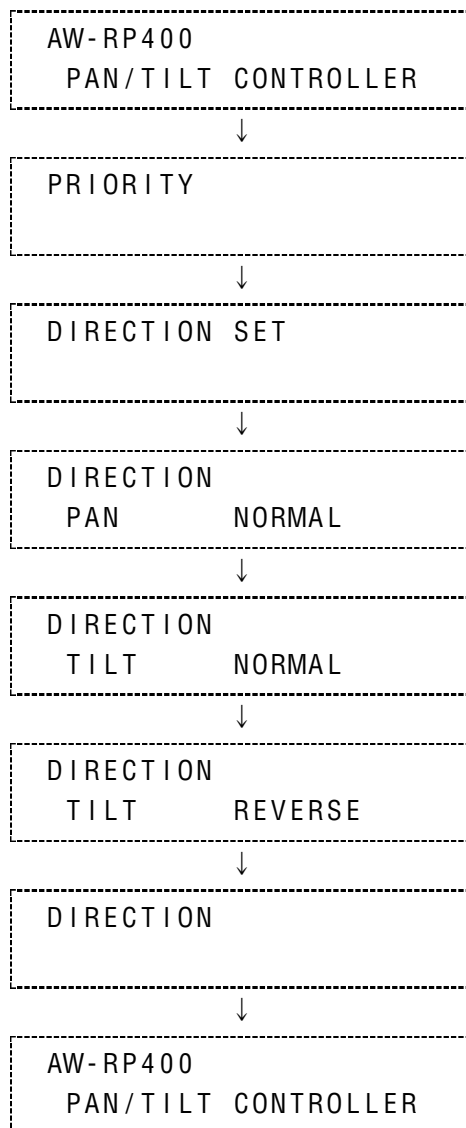 AW-RP400
PAN/TILT CONTROLLER
↓
PRIORITY
↓
DIRECTION SET
↓
DIRECTION
PAN NORMAL
↓
DIRECTION
TILT NORMAL
↓
DIRECTION
TILT REVERSE
↓
DIRECTION
↓
AW-RP400
PAN/TILT CONTROLLER